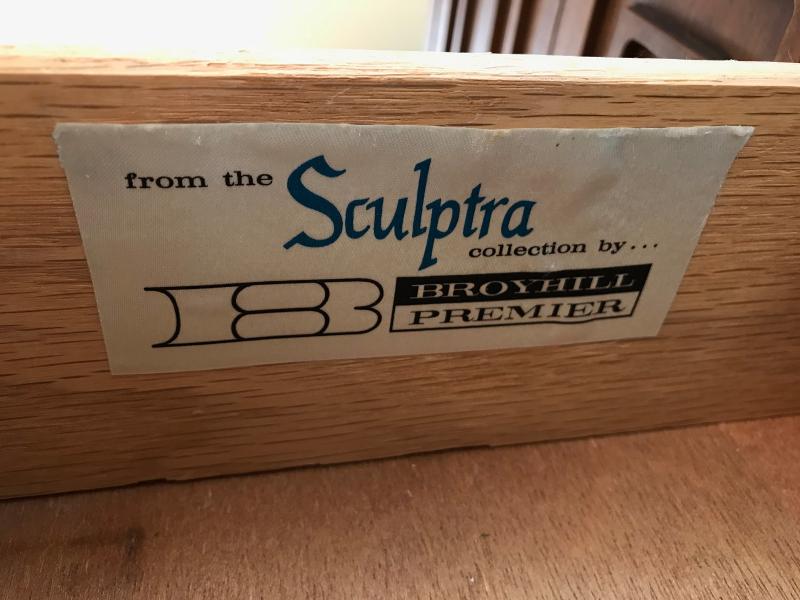 from the Sculptra
collection by...
B BROYHILL
PREMIER